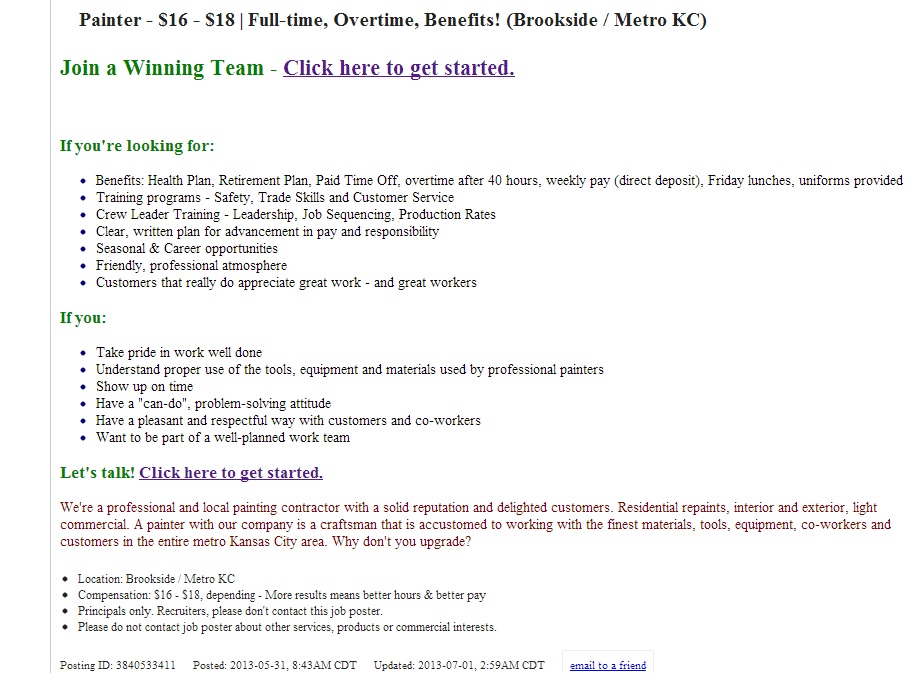 Painter - $16 - $18 | Full-time, Overtime, Benefits! (Brookside / Metro KC)
Join a Winning Team - Click here to get started.
If you're looking for:
Benefits: Health Plan, Retirement Plan, Paid Time Off, overtime after 40 hours, weekly pay (direct deposit), Friday lunches, uniforms provided
Training programs - Safety, Trade Skills and Customer Service
Crew Leader Training - Leadership, Job Sequencing, Production Rates
Clear, written plan for advancement in pay and responsibility
Seasonal & Career opportunities
Friendly, professional atmosphere
Customers that really do appreciate great work - and great workers
If you:
Take pride in work well done
Understand proper use of the tools, equipment and materials used by professional painters
Show up on time
Have a "can-do", problem-solving attitude
Have a pleasant and respectful way with customers and co-workers
Want to be part of a well-planned work team
Let's talk! Click here to get started.
We're a professional and local painting contractor with a solid reputation and delighted customers. Residential repaints, interior and exterior, light
commercial. A painter with our company is a craftsman that is accustomed to working with the finest materials, tools, equipment, co-workers and
customers in the entire metro Kansas City area. Why don't you upgrade?
Location: Brookside / Metro KC
Compensation: $16 - $18, depending - More results means better hours & better pay
Principals only. Recruiters, please don't contact this job poster.
Please do not contact job poster about other services, products or commercial interests.
Posting ID: 3840533411 Posted: 2013-05-31, 8:43AM CDT Updated: 2013-07-01, 2:59AM CDT email to a friend